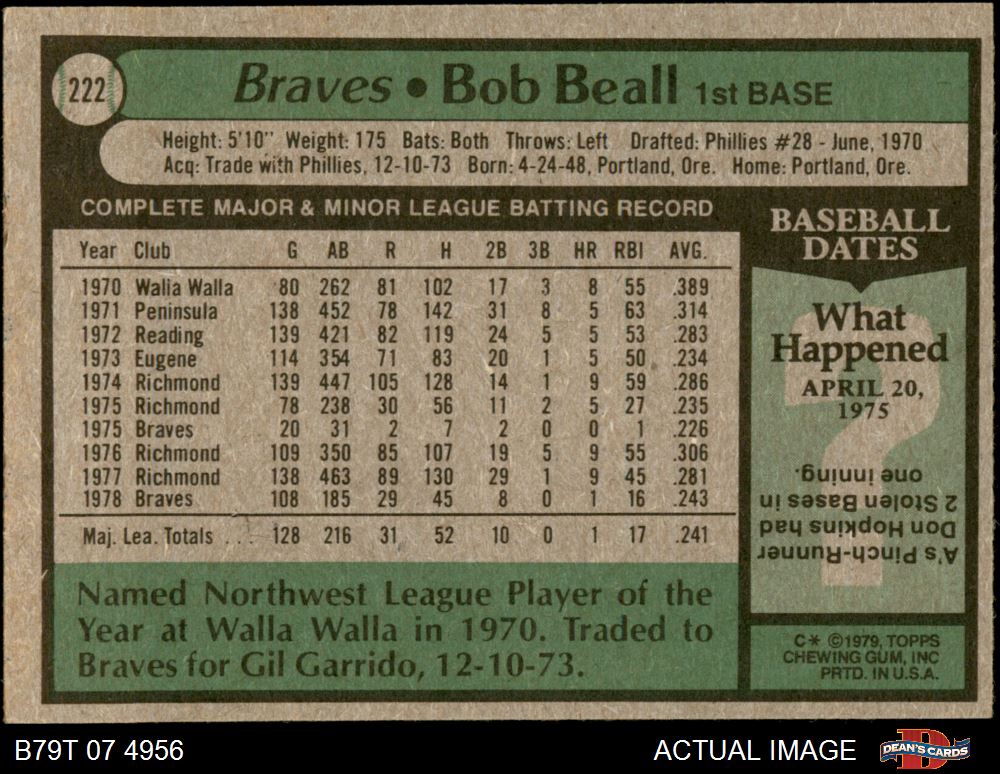 222
Braves • Bob Beall 1st BASE
Height: 5'10" Weight: 175 Bats: Both Throws: Left Drafted: Phillies #28 - June, 1970
Acq: Trade with Phillies, 12-10-73 Born: 4-24-48, Portland, Ore. Home: Portland, Ore.
COMPLETE MAJOR & MINOR LEAGUE BATTING RECORD
Year Club G AB R H 2B 3B HR RBI AVG.
1970 Walla Walla 80 262 81 102 17 3 8 55 .389
1971 Peninsula 138 452 78 142 31 8 5 63 .314
1972 Reading 139 421 82 119 24 5 5 53 .283
1973 Eugene 114 354 71 83 20 1 5 50 .234
1974 Richmond 139 447 105 128 14 1 9 59 .286
1975 Richmond 78 238 30 56 11 2 5 27 .235
1975 Braves 20 31 2 7 2 0 0 1 .226
1976 Richmond 109 350 85 107 19 5 9 55 .306
1977 Richmond 138 463 89 130 29 1 9 45 .281
1978 Braves 108 185 29 45 8 0 1 16 .243
Maj. Lea. Totals . . . 128 216 31 52 10 0 1 17 .241
Named Northwest League Player of the
Year at Walla Walla in 1970. Traded to
Braves for Gil Garrido, 12-10-73.
BASEBALL
DATES
What
Happened
APRIL 20,
1975
?
A's Pinch-Runner
Don Hopkins had
2 Stolen Bases in
one inning.
C* ©1979, TOPPS
CHEWING GUM, INC
PRTD. IN U.S.A.
B79T 07 4956
ACTUAL IMAGE
DEAN'S CARDS